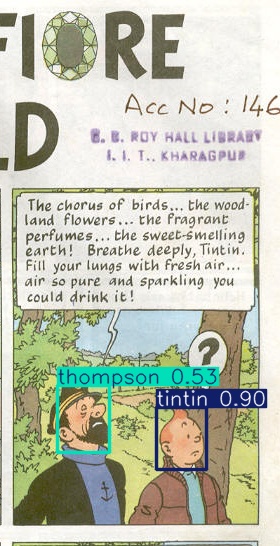 FIORE
LD
Acc No : 146
B. B. ROY HALL LIBRARY
I. I. T., KHARAGPUR
The chorus of birds... the wood-
land flowers... the fragrant
perfumes... the sweet-smelling
earth! Breathe deeply, Tintin.
Fill your lungs with fresh air...
air so pure and sparkling you
could drink it!
?
thompson 0.53
tintin 0.90